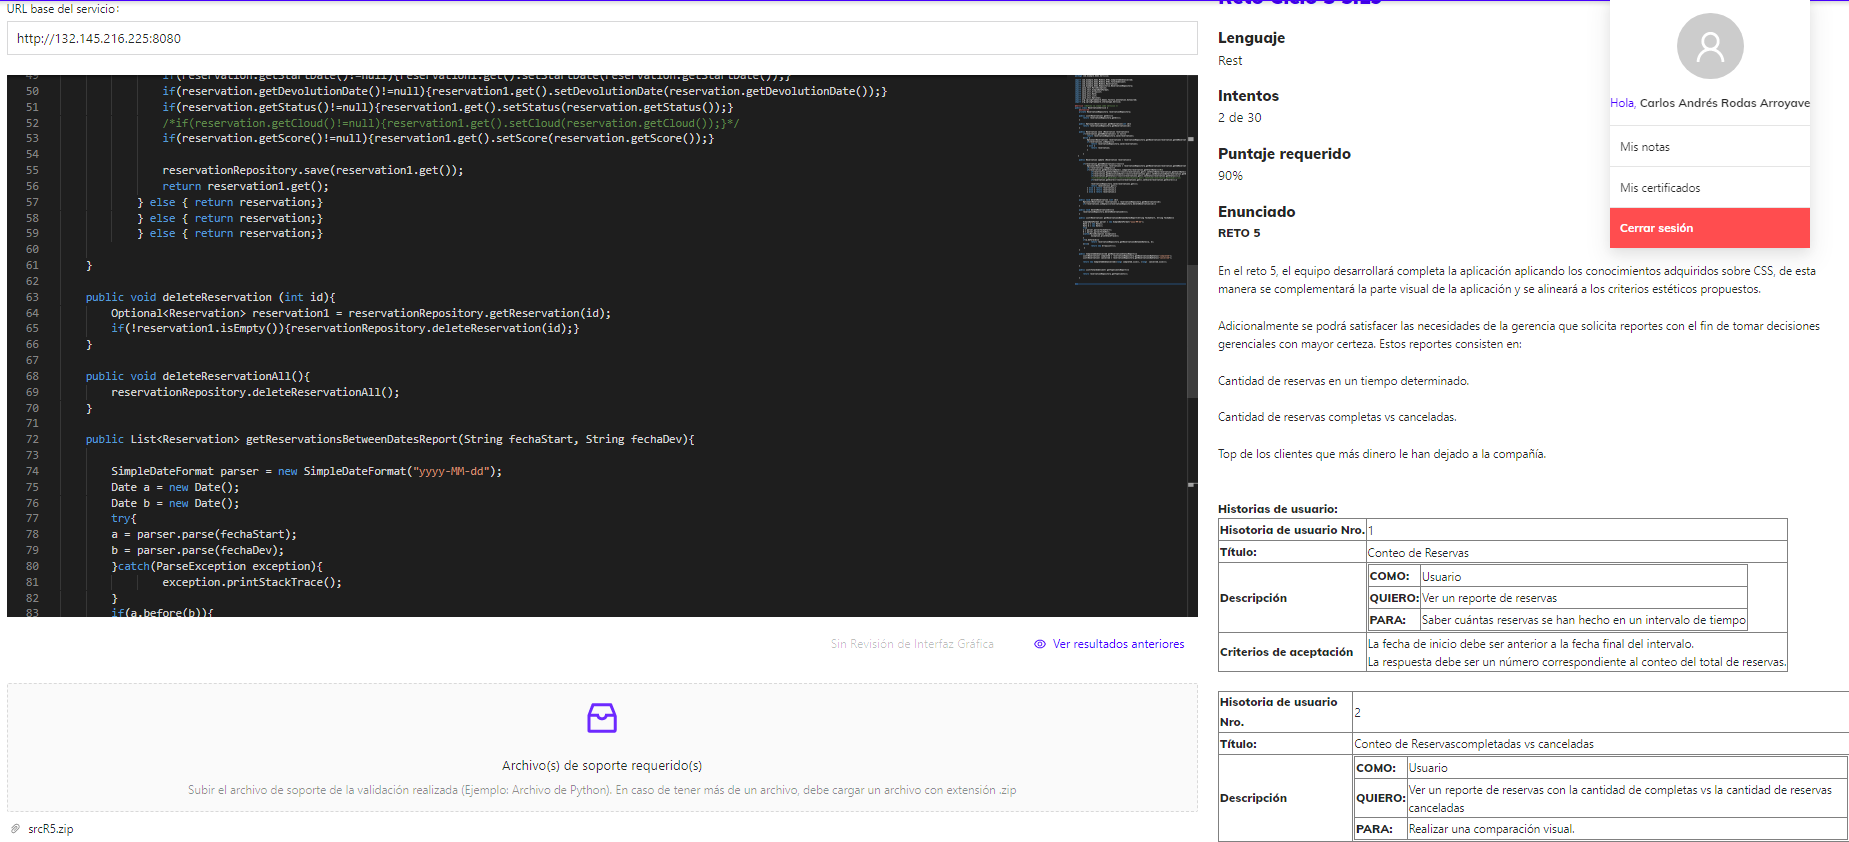 URL base del servicio:
http://132.145.216.225:8080
49 if(reservation.getStartDate()!=null){reservation1.get().setStartDate(reservation.getStartDate());}
50 if(reservation.getDevolutionDate()!=null){reservation1.get().setDevolutionDate(reservation.getDevolutionDate());}
51 if(reservation.getStatus()!=null){reservation1.get().setStatus(reservation.getStatus());}
52 /*if(reservation.getCloud()!=null){reservation1.get().setCloud(reservation.getCloud());}*/
53 if(reservation.getScore()!=null){reservation1.get().setScore(reservation.getScore());}
54
55 reservationRepository.save(reservation1.get());
56 return reservation1.get();
57 } else { return reservation;}
58 } else { return reservation;}
59 } else { return reservation;}
60
61 }
62
63 public void deleteReservation (int id){
64 Optional<Reservation> reservation1 = reservationRepository.getReservation(id);
65 if(!reservation1.isEmpty()){reservationRepository.deleteReservation(id);}
66 }
67
68 public void deleteReservationAll(){
69 reservationRepository.deleteReservationAll();
70 }
71
72 public List<Reservation> getReservationsBetweenDatesReport(String fechaStart, String fechaDev){
73
74 SimpleDateFormat parser = new SimpleDateFormat("yyyy-MM-dd");
75 Date a = new Date();
76 Date b = new Date();
77 try{
78 a = parser.parse(fechaStart);
79 b = parser.parse(fechaDev);
80 }catch(ParseException exception){
81 exception.printStackTrace();
82 }
83 if(a.before(b)){
Sin Revisión de Interfaz Gráfica
Ver resultados anteriores
Archivo(s) de soporte requerido(s)
Subir el archivo de soporte de la validación realizada (Ejemplo: Archivo de Python). En caso de tener más de un archivo, debe cargar un archivo con extensión .zip
srcR5.zip
Lenguaje
Rest
Intentos
2 de 30
Puntaje requerido
90%
Enunciado
RETO 5
En el reto 5, el equipo desarrollará completa la aplicación aplicando los conocimientos adquiridos sobre CSS, de esta
manera se complementará la parte visual de la aplicación y se alineará a los criterios estéticos propuestos.
Adicionalmente se podrá satisfacer las necesidades de la gerencia que solicita reportes con el fin de tomar decisiones
gerenciales con mayor certeza. Estos reportes consisten en:
Cantidad de reservas en un tiempo determinado.
Cantidad de reservas completas vs canceladas.
Top de los clientes que más dinero le han dejado a la compañía.
Historias de usuario:
Hisotoria de usuario Nro. 1
Título: Conteo de Reservas
Descripción
COMO: Usuario
QUIERO: Ver un reporte de reservas
PARA: Saber cuántas reservas se han hecho en un intervalo de tiempo
Criterios de aceptación
La fecha de inicio debe ser anterior a la fecha final del intervalo.
La respuesta debe ser un número correspondiente al conteo del total de reservas.
Hisotoria de usuario
Nro.
2
Título: Conteo de Reservascompletadas vs canceladas
Descripción
COMO: Usuario
QUIERO: Ver un reporte de reservas con la cantidad de completas vs la cantidad de reservas
canceladas
PARA: Realizar una comparación visual.
Hola, Carlos Andrés Rodas Arroyave
Mis notas
Mis certificados
Cerrar sesión